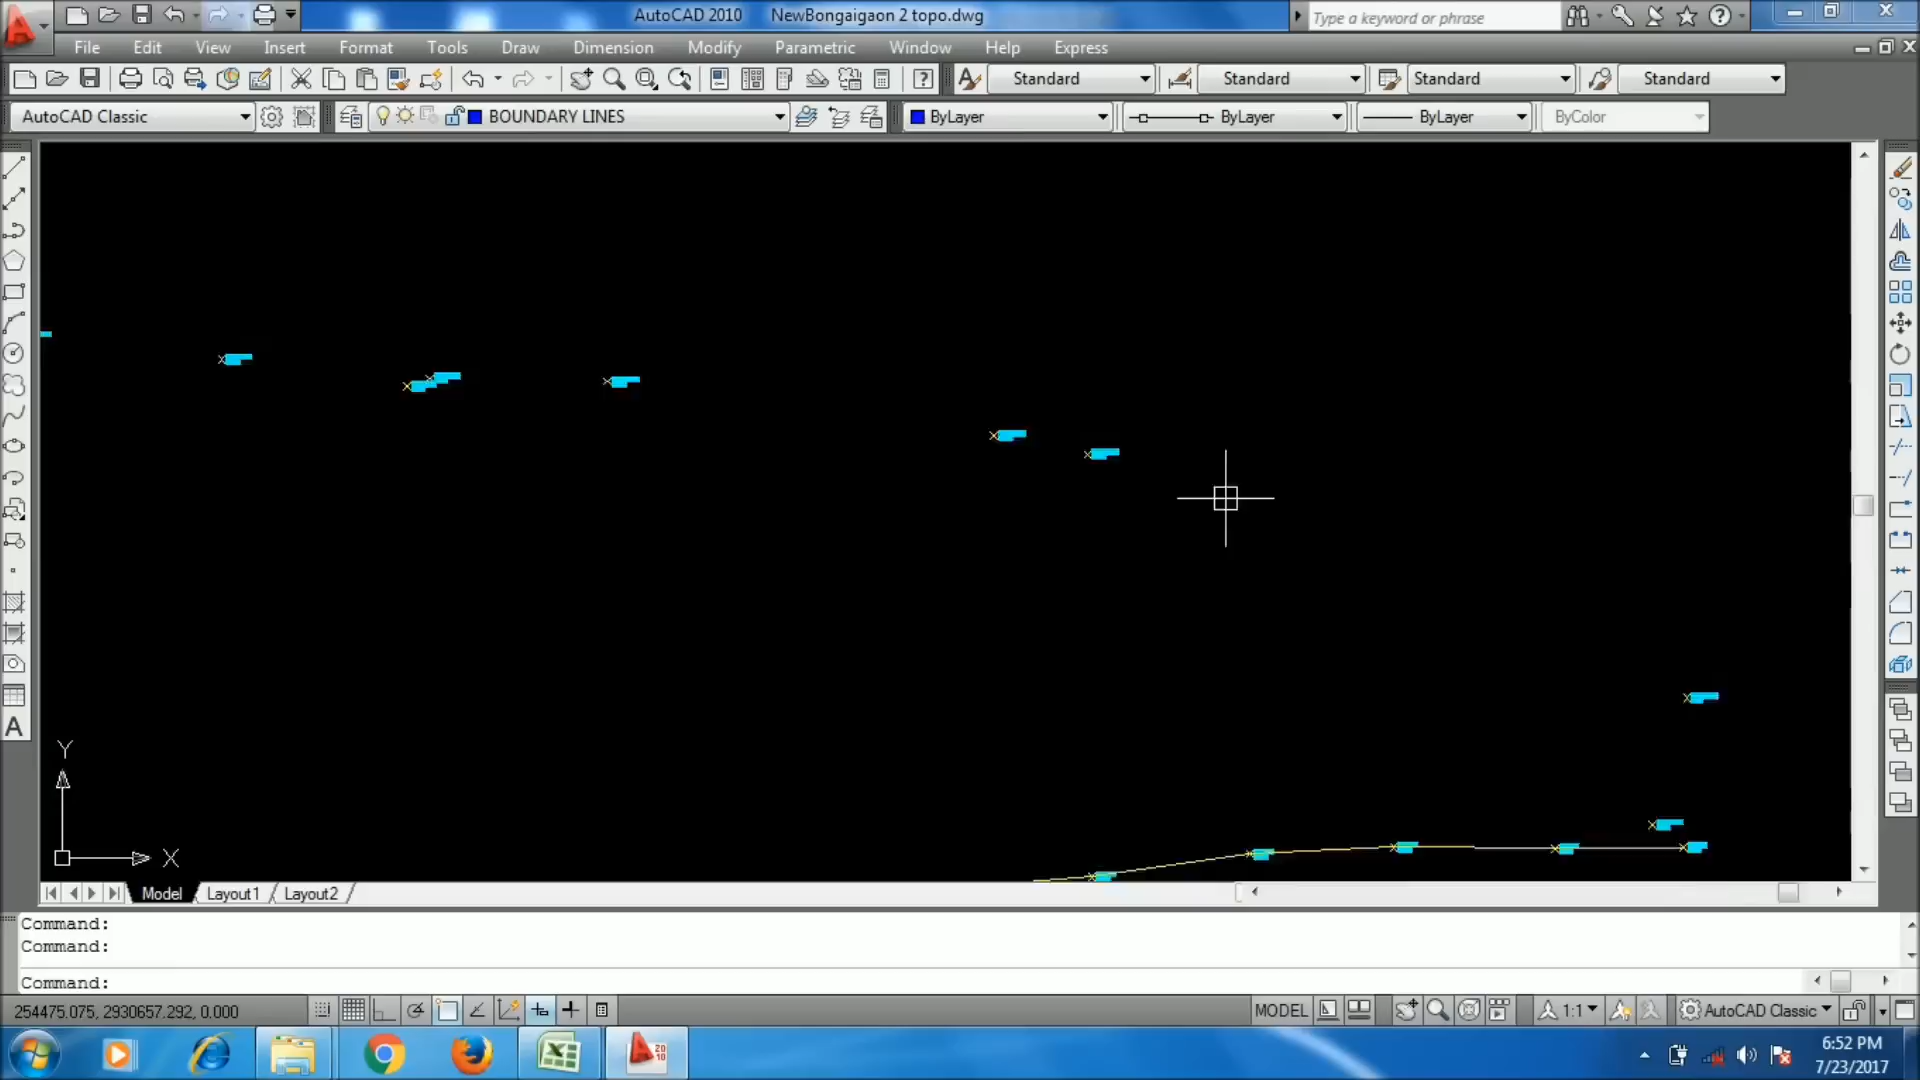 AutoCAD 2010 NewBongaigaon 2 topo.dwg
Type a keyword or phrase
File Edit View Insert Format Tools Draw Dimension Modify Parametric Window Help Express
Standard Standard Standard Standard
AutoCAD Classic BOUNDARY LINES ByLayer ByLayer ByLayer ByColor
A
Y
X
Model Layout1 Layout2
Command:
Command:
Command:
254475.075, 2930657.292, 0.000 MODEL 1:1 AutoCAD Classic
20
10
6:52 PM
7/23/2017